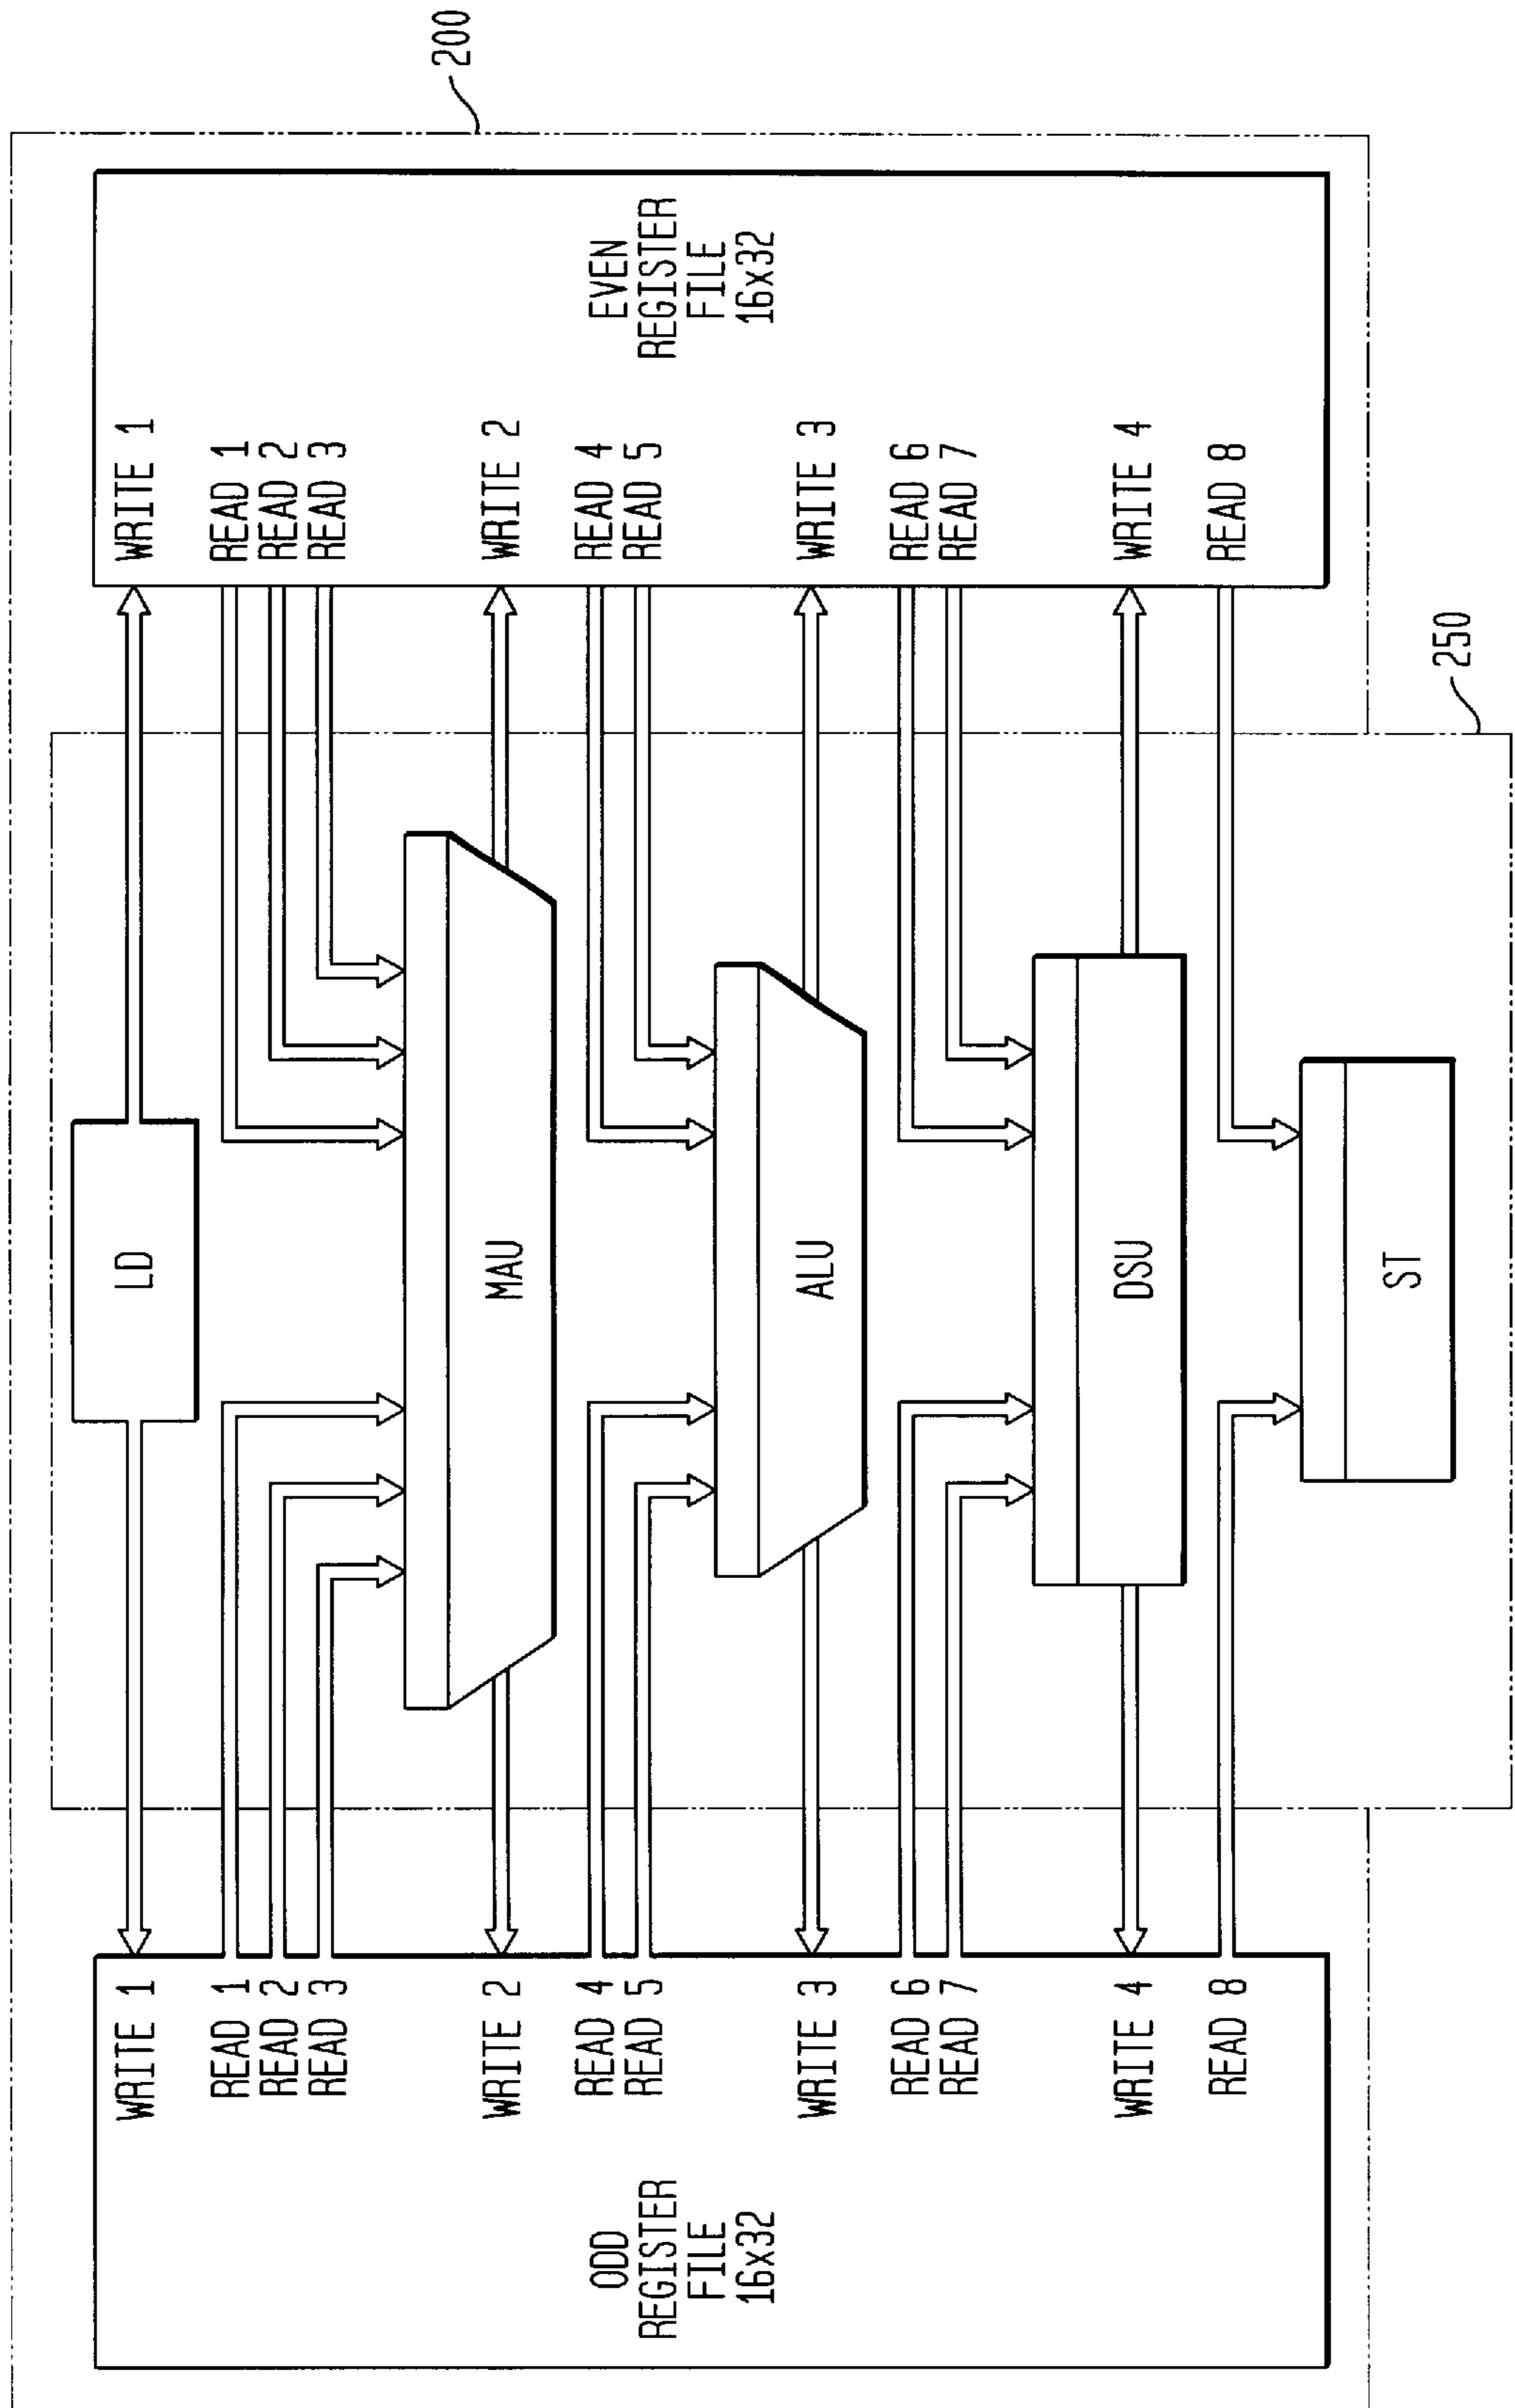 200
ODD
REGISTER
FILE
16x32
WRITE 1
READ 1
READ 2
READ 3
WRITE 2
READ 4
READ 5
WRITE 3
READ 6
READ 7
WRITE 4
READ 8
LD
MAU
ALU
DSU
ST
WRITE 1
READ 1
READ 2
READ 3
WRITE 2
READ 4
READ 5
WRITE 3
READ 6
READ 7
WRITE 4
READ 8
EVEN
REGISTER
FILE
16x32
250